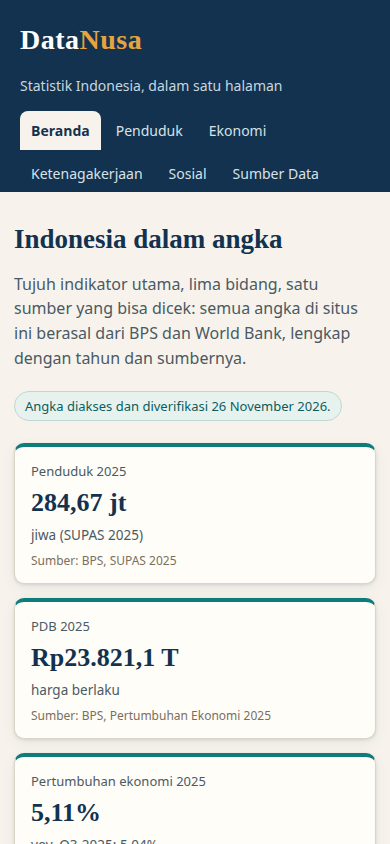 DataNusa
Statistik Indonesia, dalam satu halaman
Beranda Penduduk Ekonomi
Ketenagakerjaan Sosial Sumber Data
Indonesia dalam angka
Tujuh indikator utama, lima bidang, satu
sumber yang bisa dicek: semua angka di situs
ini berasal dari BPS dan World Bank, lengkap
dengan tahun dan sumbernya.
Angka diakses dan diverifikasi 26 November 2026.
Penduduk 2025
284,67 jt
jiwa (SUPAS 2025)
Sumber: BPS, SUPAS 2025
PDB 2025
Rp23.821,1 T
harga berlaku
Sumber: BPS, Pertumbuhan Ekonomi 2025
Pertumbuhan ekonomi 2025
5,11%